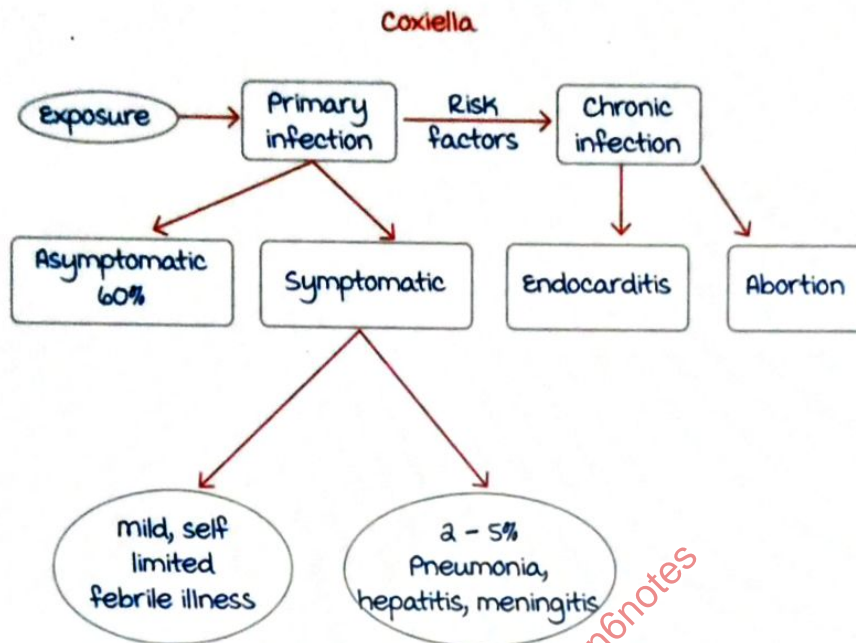 Coxiella
Exposure
Primary
infection
Risk
factors
Chronic
infection
Asymptomatic
60%
Symptomatic
Endocarditis
Abortion
mild, self
limited
febrile illness
2 - 5%
Pneumonia,
hepatitis, meningitis